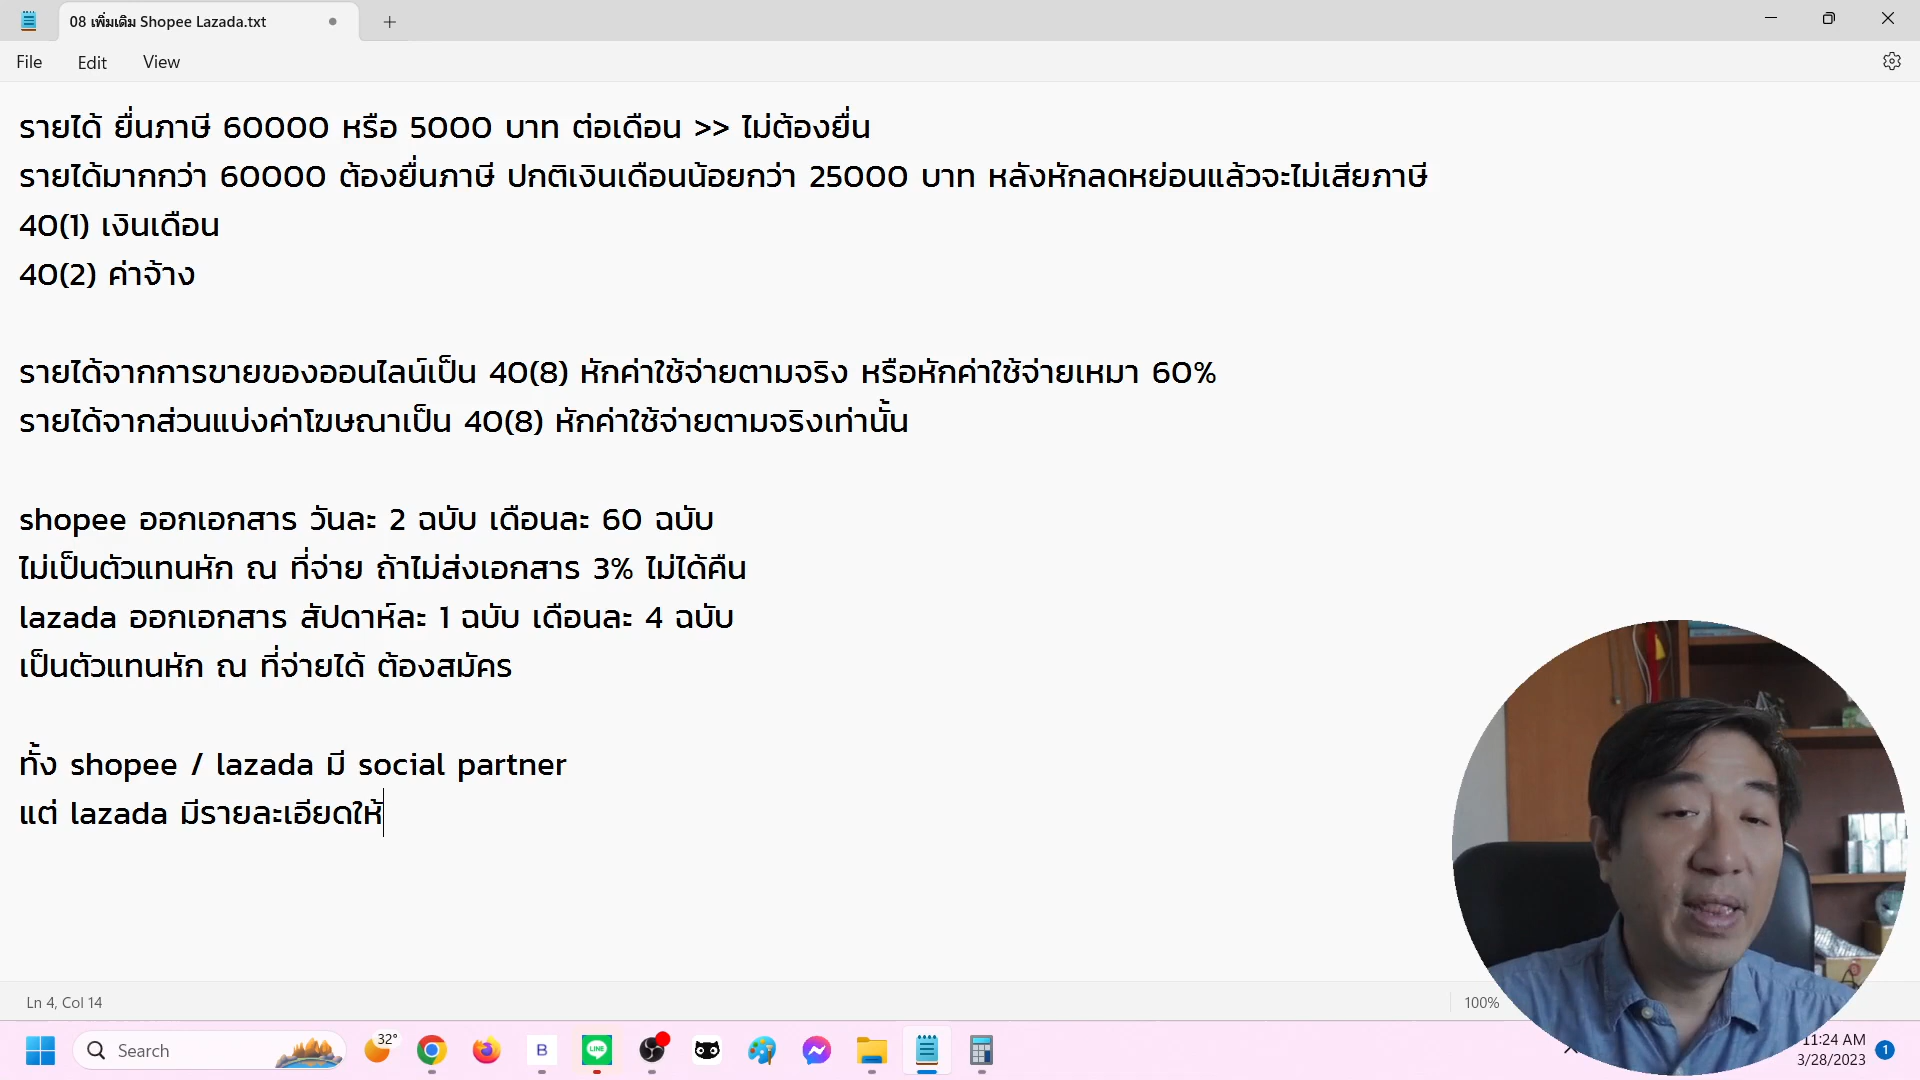 08 เพิ่มเติม Shopee Lazada.txt
File Edit View
รายได้ ยื่นภาษี 60000 หรือ 5000 บาท ต่อเดือน >> ไม่ต้องยื่น
รายได้มากกว่า 60000 ต้องยื่นภาษี ปกติเงินเดือนน้อยกว่า 25000 บาท หลังหักลดหย่อนแล้วจะไม่เสียภาษี
40(1) เงินเดือน
40(2) ค่าจ้าง
รายได้จากการขายของออนไลน์เป็น 40(8) หักค่าใช้จ่ายตามจริง หรือหักค่าใช้จ่ายเหมา 60%
รายได้จากส่วนแบ่งค่าโฆษณาเป็น 40(8) หักค่าใช้จ่ายตามจริงเท่านั้น
shopee ออกเอกสาร วันละ 2 ฉบับ เดือนละ 60 ฉบับ
ไม่เป็นตัวแทนหัก ณ ที่จ่าย ถ้าไม่ส่งเอกสาร 3% ไม่ได้คืน
lazada ออกเอกสาร สัปดาห์ละ 1 ฉบับ เดือนละ 4 ฉบับ
เป็นตัวแทนหัก ณ ที่จ่ายได้ ต้องสมัคร
ทั้ง shopee / lazada มี social partner
แต่ lazada มีรายละเอียดให้
Ln 4, Col 14 100%
Search 32° B LINE 11:24 AM
3/28/2023 1